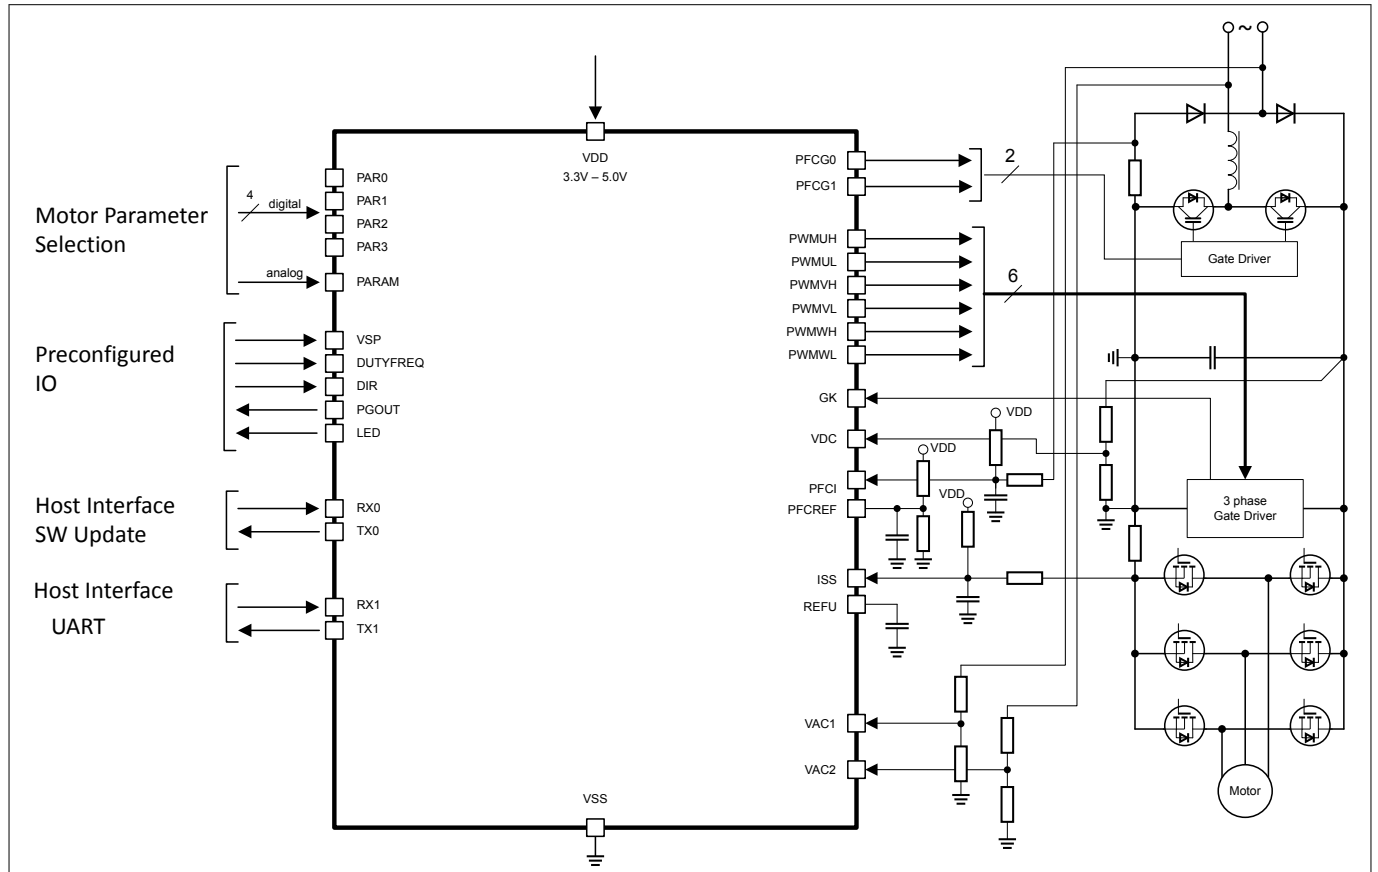 ~
VDD
3.3V – 5.0V
Motor Parameter
Selection
4
digital
analog
PAR0
PAR1
PAR2
PAR3
PARAM
Preconfigured
IO
VSP
DUTYFREQ
DIR
PGOUT
LED
Host Interface
SW Update
RX0
TX0
Host Interface
UART
RX1
TX1
VSS
PFCG0
PFCG1
2
PWMUH
PWMUL
PWMVH
PWMVL
PWMWH
PWMWL
6
GK
VDC
PFCI
PFCREF
ISS
REFU
VAC1
VAC2
VDD
VDD
VDD
Gate Driver
3 phase
Gate Driver
Motor